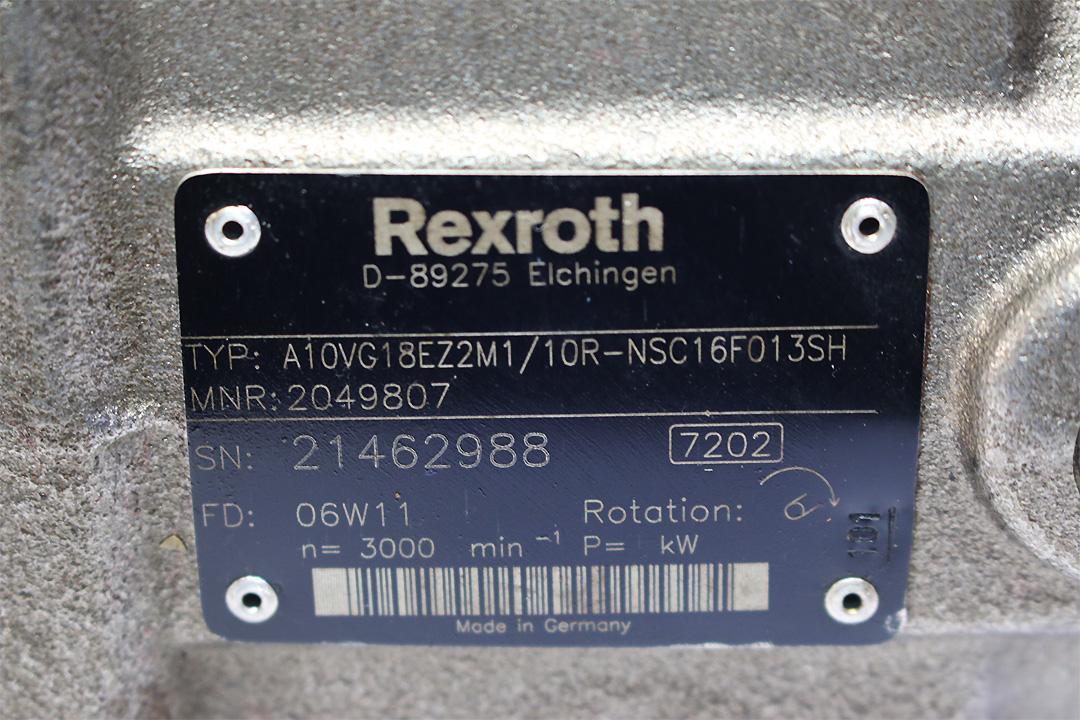 Rexroth
D-89275 Elchingen
TYP: A10VG18EZ2M1/10R-NSC16F013SH
MNR: 2049807
SN: 21462988 7202
FD: 06W11 Rotation:
n= 3000 min⁻¹ P= kW
101
Made in Germany